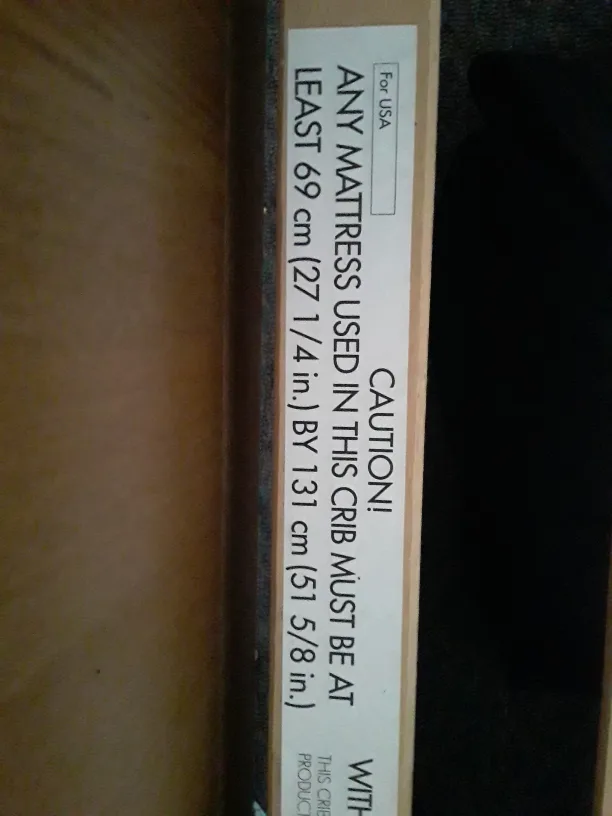 For USA
CAUTION!
ANY MATTRESS USED IN THIS CRIB MUST BE AT
LEAST 69 cm (27 1/4 in.) BY 131 cm (51 5/8 in.)
THIS